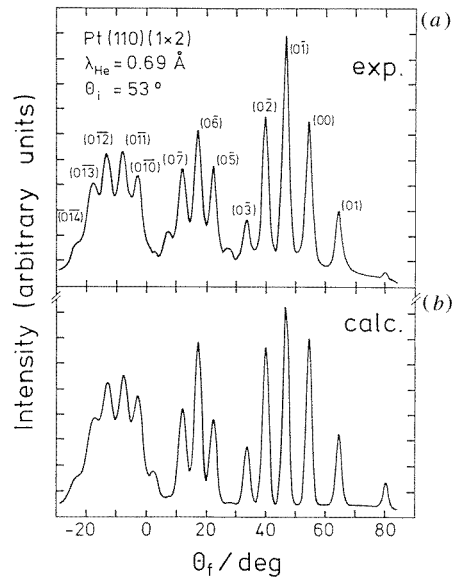 (a)
Pt (110) (1×2)
λHe = 0.69 Å
θi = 53°
exp.
(01̄4̄)
(01̄3̄)
(01̄2̄)
(01̄1̄)
(01̄0̄)
(07̄)
(06̄)
(05̄)
(03̄)
(02̄)
(01̄)
(00)
(01)
Intensity (arbitrary units)
(b)
calc.
-20 0 20 40 60 80
θf / deg